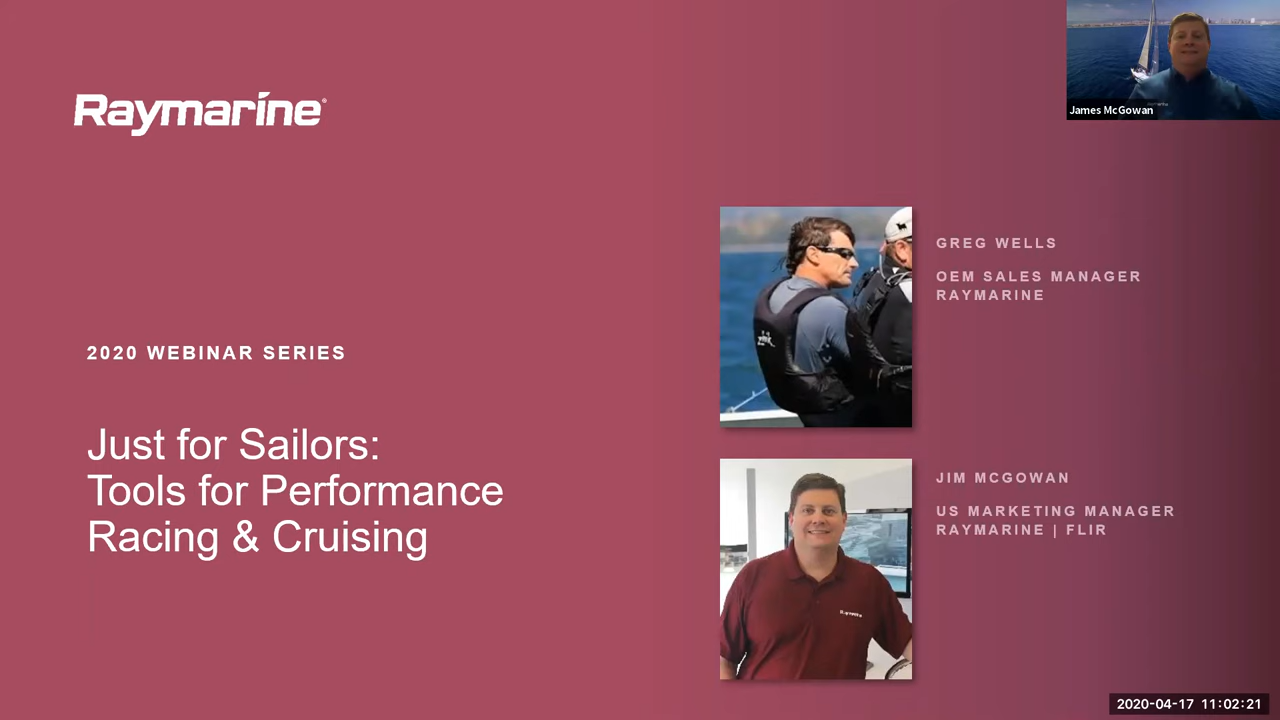 Raymarine®
James McGowan
GREG WELLS
OEM SALES MANAGER
RAYMARINE
2020 WEBINAR SERIES
Just for Sailors:
Tools for Performance
Racing & Cruising
JIM MCGOWAN
US MARKETING MANAGER
RAYMARINE | FLIR
Raymarine
2020-04-17 11:02:21